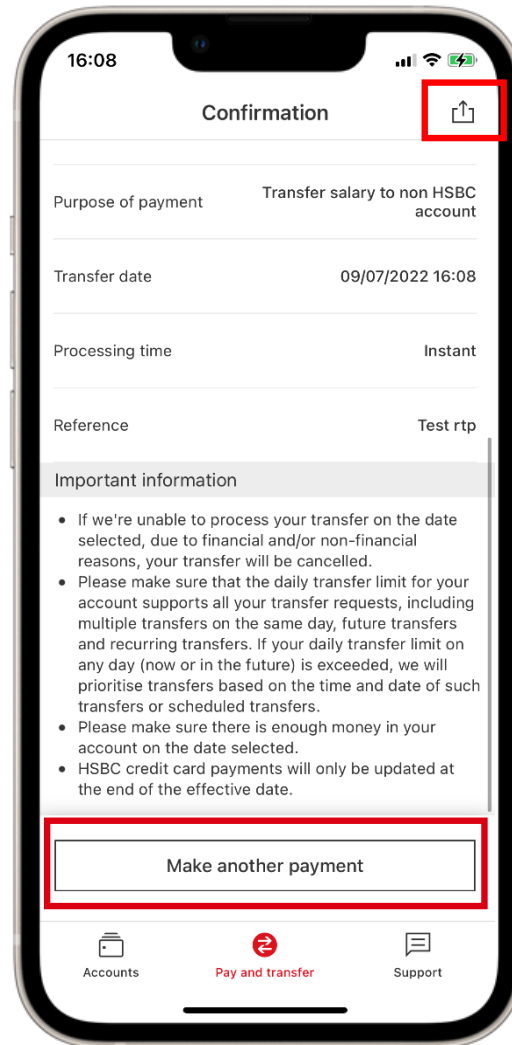 16:08
Confirmation
Purpose of payment
Transfer salary to non HSBC
account
Transfer date
09/07/2022 16:08
Processing time
Instant
Reference
Test rtp
Important information
• If we're unable to process your transfer on the date
selected, due to financial and/or non-financial
reasons, your transfer will be cancelled.
• Please make sure that the daily transfer limit for your
account supports all your transfer requests, including
multiple transfers on the same day, future transfers
and recurring transfers. If your daily transfer limit on
any day (now or in the future) is exceeded, we will
prioritise transfers based on the time and date of such
transfers or scheduled transfers.
• Please make sure there is enough money in your
account on the date selected.
• HSBC credit card payments will only be updated at
the end of the effective date.
Make another payment
Accounts
Pay and transfer
Support